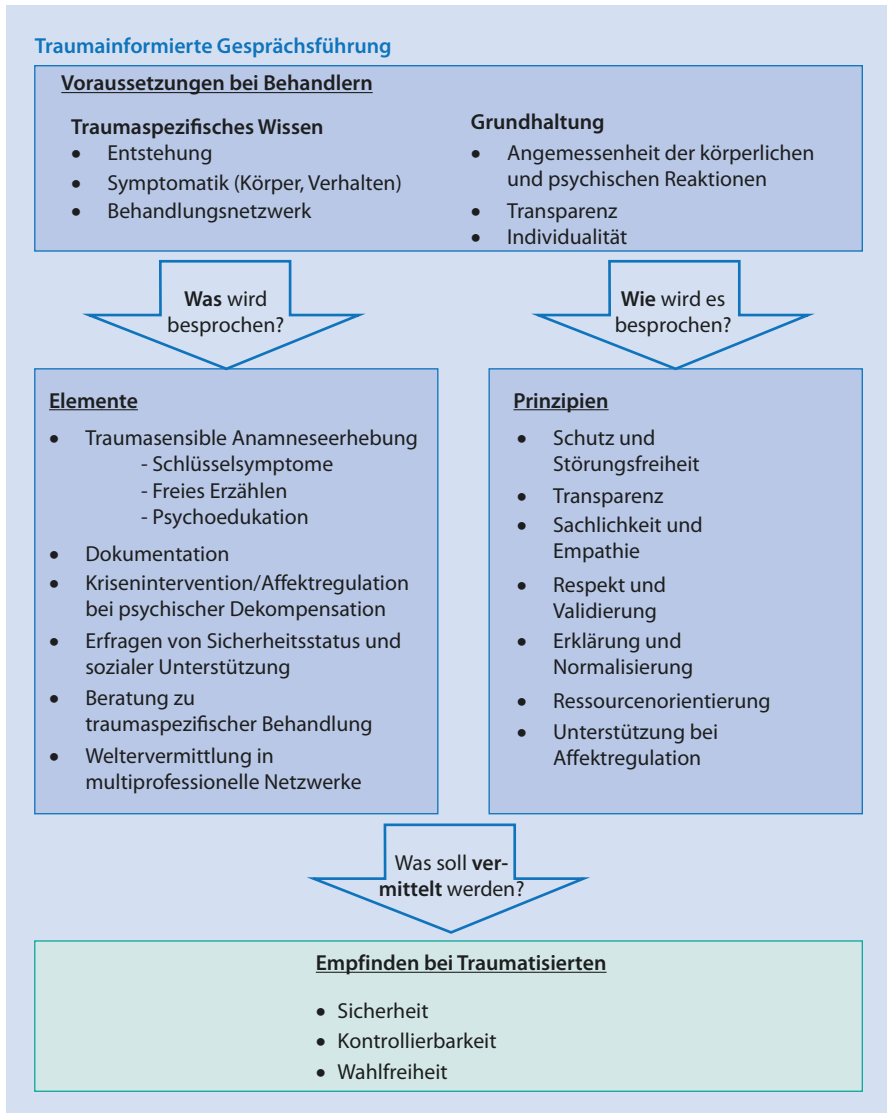 Traumainformierte Gesprächsführung
Voraussetzungen bei Behandlern
Traumaspezifisches Wissen
• Entstehung
• Symptomatik (Körper, Verhalten)
• Behandlungsnetzwerk
Grundhaltung
• Angemessenheit der körperlichen
und psychischen Reaktionen
• Transparenz
• Individualität
Was wird
besprochen?
Wie wird es
besprochen?
Elemente
• Traumasensible Anamneseerhebung
- Schlüsselsymptome
- Freies Erzählen
- Psychoedukation
• Dokumentation
• Krisenintervention/Affektregulation
bei psychischer Dekompensation
• Erfragen von Sicherheitsstatus und
sozialer Unterstützung
• Beratung zu
traumaspezifischer Behandlung
• Weltervermittlung in
multiprofessionelle Netzwerke
Prinzipien
• Schutz und
Störungsfreiheit
• Transparenz
• Sachlichkeit und
Empathie
• Respekt und
Validierung
• Erklärung und
Normalisierung
• Ressourcenorientierung
• Unterstützung bei
Affektregulation
Was soll ver-
mittelt werden?
Empfinden bei Traumatisierten
• Sicherheit
• Kontrollierbarkeit
• Wahlfreiheit